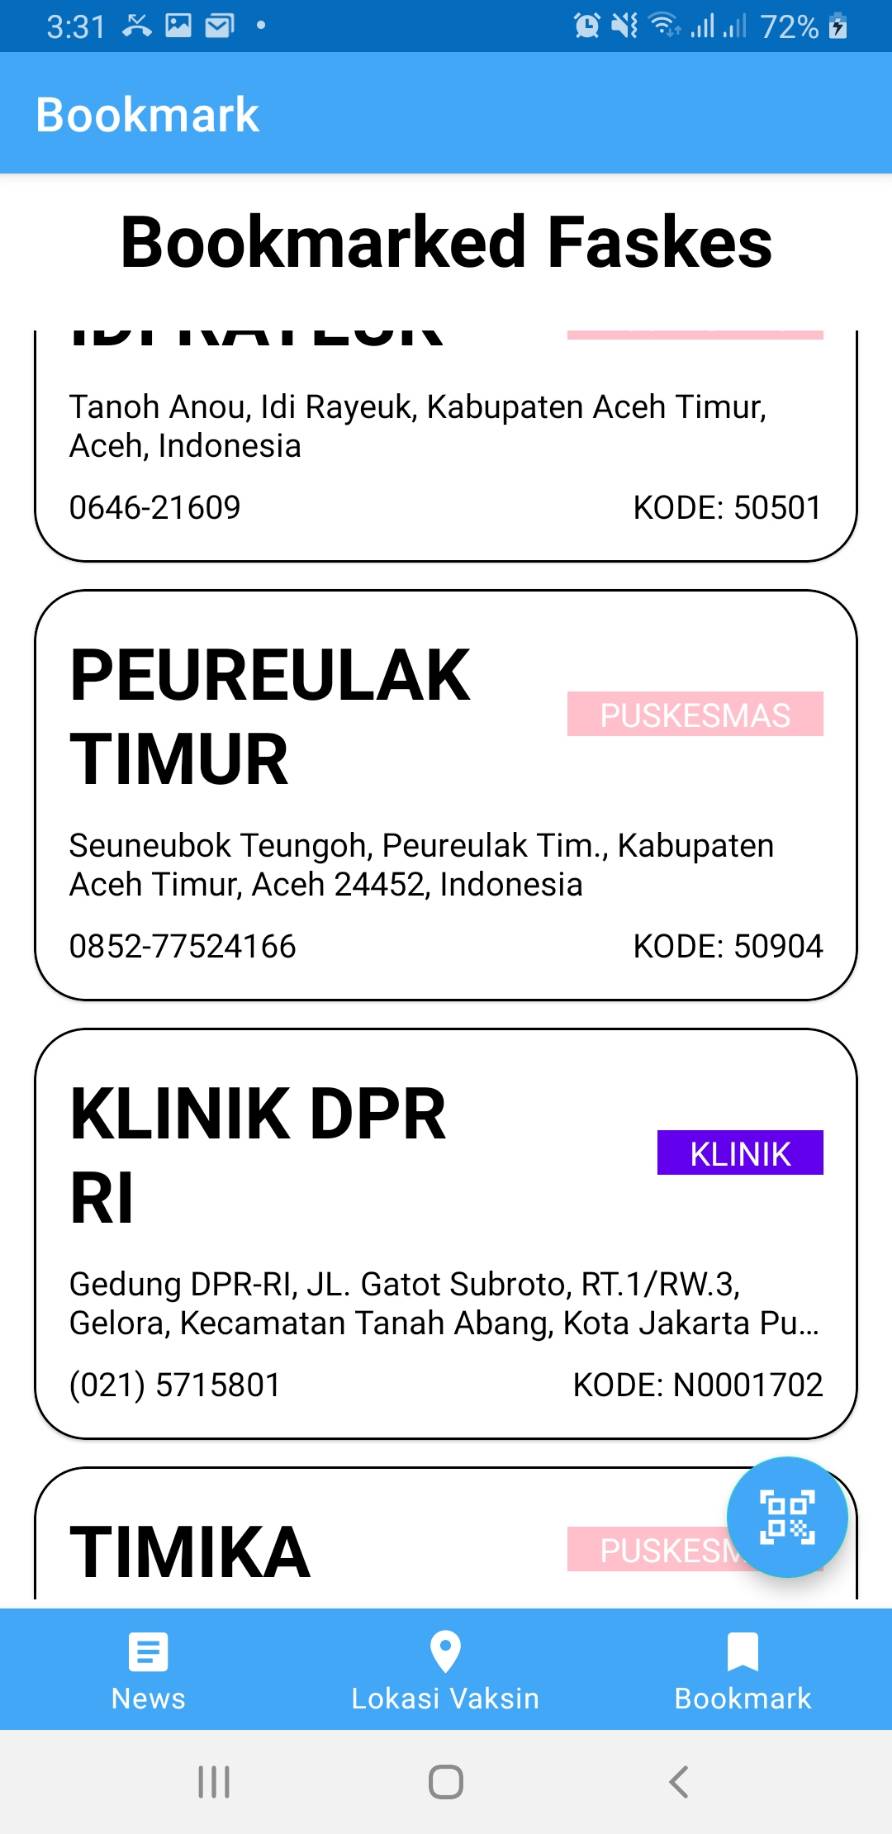 3:31
72%
Bookmark
Bookmarked Faskes
Tanoh Anou, Idi Rayeuk, Kabupaten Aceh Timur,
Aceh, Indonesia
0646-21609 KODE: 50501
PEUREULAK
TIMUR
PUSKESMAS
Seuneubok Teungoh, Peureulak Tim., Kabupaten
Aceh Timur, Aceh 24452, Indonesia
0852-77524166 KODE: 50904
KLINIK DPR
RI
KLINIK
Gedung DPR-RI, JL. Gatot Subroto, RT.1/RW.3,
Gelora, Kecamatan Tanah Abang, Kota Jakarta Pu...
(021) 5715801 KODE: N0001702
TIMIKA
News Lokasi Vaksin Bookmark